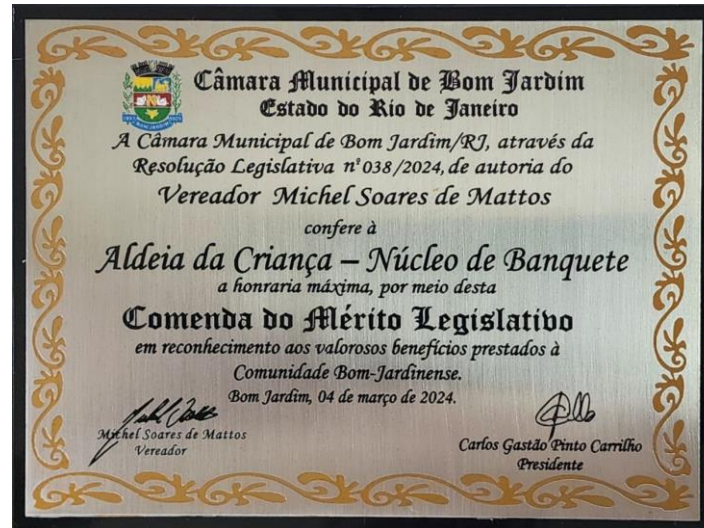 Câmara Municipal de Bom Jardim
Estado do Rio de Janeiro
A Câmara Municipal de Bom Jardim/RJ, através da
Resolução Legislativa nº 038/2024, de autoria do
Vereador Michel Soares de Mattos
confere à
Aldeia da Criança – Núcleo de Banquete
a honraria máxima, por meio desta
Comenda do Mérito Legislativo
em reconhecimento aos valorosos benefícios prestados à
Comunidade Bom-Jardinense.
Bom Jardim, 04 de março de 2024.
Michel Soares de Mattos
Vereador
Carlos Gastão Pinto Carrilho
Presidente